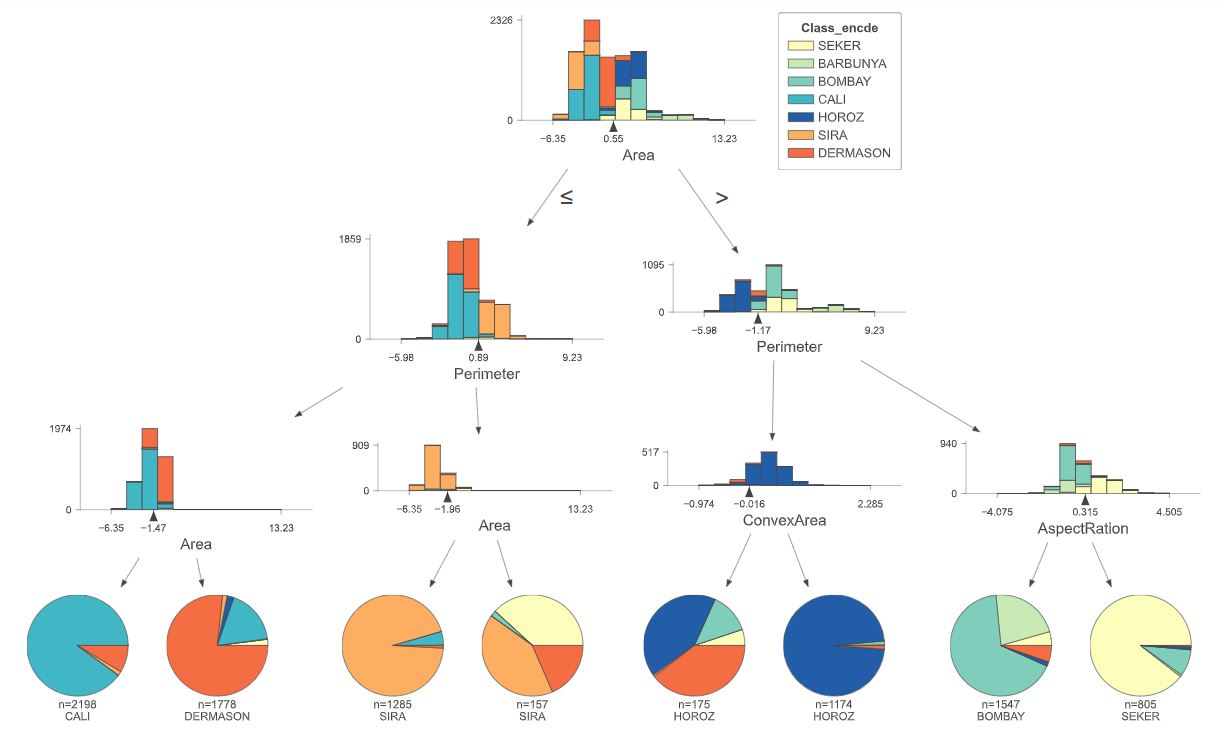 2326
0
−6.35 0.55 13.23
Area
Class_encde
SEKER
BARBUNYA
BOMBAY
CALI
HOROZ
SIRA
DERMASON
≤ >
1859
0
−5.98 0.89 9.23
Perimeter
1095
0
−5.98 −1.17 9.23
Perimeter
1974
0
−6.35 −1.47 13.23
Area
909
0
−6.35 −1.96 13.23
Area
517
0
−0.974 −0.016 2.285
ConvexArea
940
0
−4.075 0.315 4.505
AspectRation
n=2198
CALI
n=1778
DERMASON
n=1285
SIRA
n=157
SIRA
n=175
HOROZ
n=1174
HOROZ
n=1547
BOMBAY
n=805
SEKER